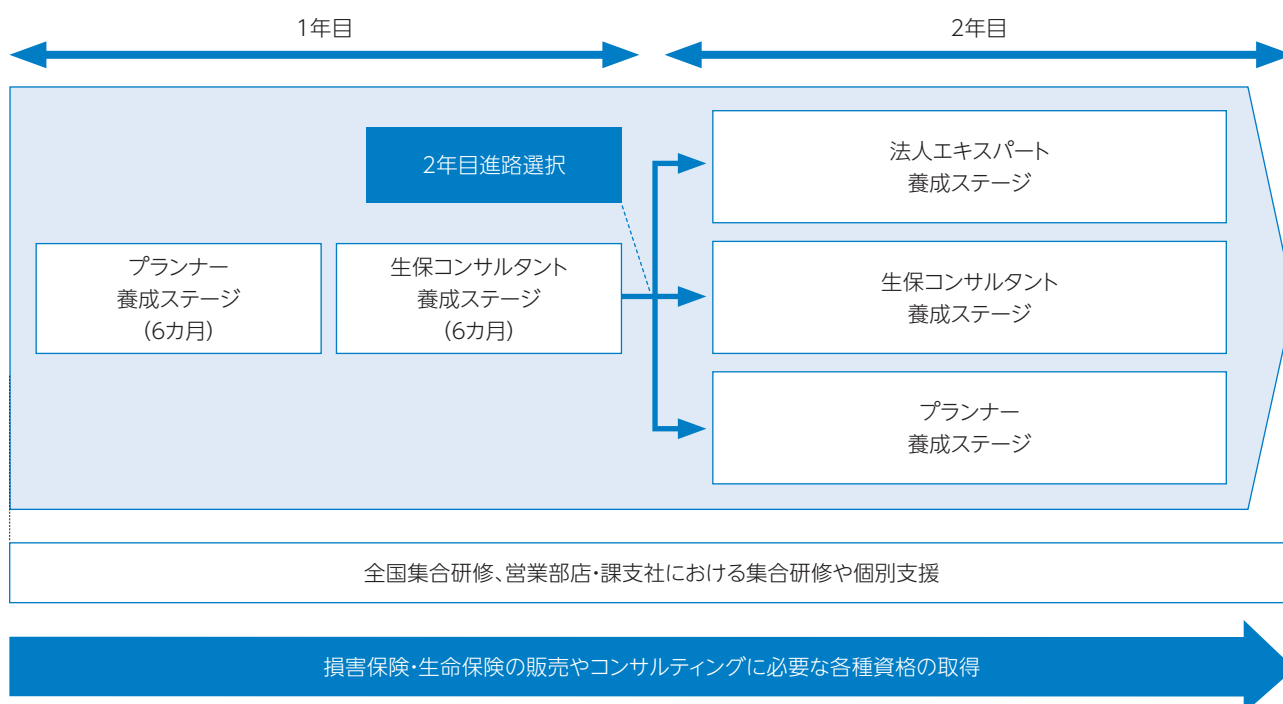 1年目
2年目
2年目進路選択
プランナー
養成ステージ
(6カ月)
生保コンサルタント
養成ステージ
(6カ月)
法人エキスパート
養成ステージ
生保コンサルタント
養成ステージ
プランナー
養成ステージ
全国集合研修、営業部店・課支社における集合研修や個別支援
損害保険・生命保険の販売やコンサルティングに必要な各種資格の取得